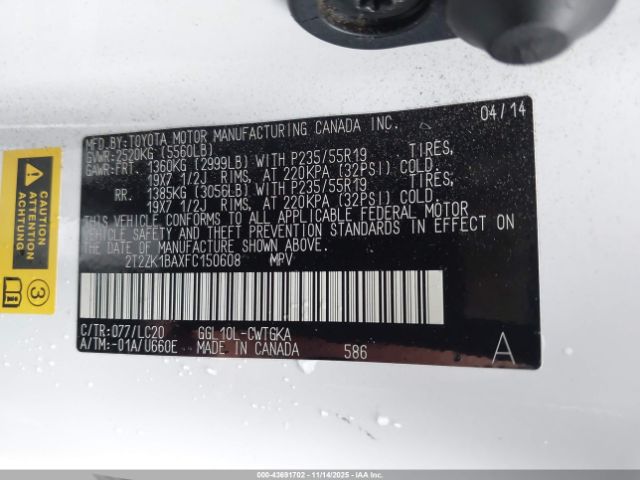 04/14
MFD.BY:TOYOTA MOTOR MANUFACTURING CANADA INC.
GVWR:2520KG (5560LB)
GAWR:FRT. 1360KG (2999LB) WITH P235/55R19 TIRES,
19X7 1/2J RIMS, AT 220KPA (32PSI) COLD.
RR. 1385KG (3056LB) WITH P235/55R19 TIRES,
19X7 1/2J RIMS, AT 220KPA (32PSI) COLD.
THIS VEHICLE CONFORMS TO ALL APPLICABLE FEDERAL MOTOR
VEHICLE SAFETY AND THEFT PREVENTION STANDARDS IN EFFECT ON
THE DATE OF MANUFACTURE SHOWN ABOVE.
2T2ZK1BAXFC150608 MPV
C/TR:077/LC20 GGL10L-CWTGKA
A/TM:-01A/U660E MADE IN CANADA 586 A
CAUTION
ATTENTION
3
000-43691702 - 11/14/2025 - IAAI